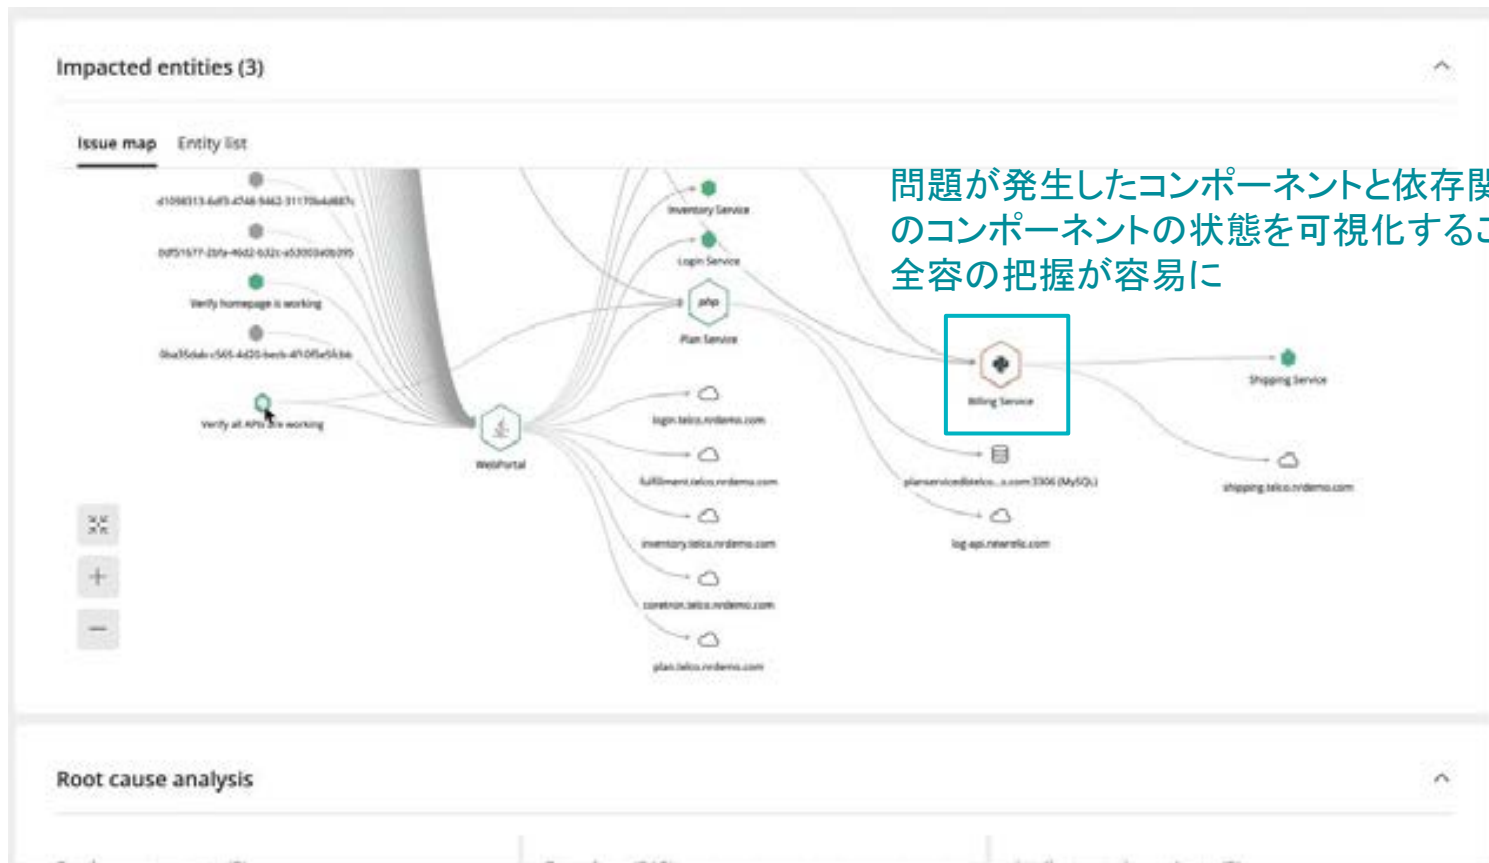 Impacted entities (3)
Issue map Entity list
問題が発生したコンポーネントと依存関
のコンポーネントの状態を可視化するこ
全容の把握が容易に
Inventory Service
Login Service
Verify homepage is working
php
Plan Service
Shipping Service
Billing Service
Verify all APIs are working
login.telco.nrdemo.com
WebPortal
fulfillment.telco.nrdemo.com
shipping.telco.nrdemo.com
inventory.telco.nrdemo.com
log-api.newrelic.com
coretron.telco.nrdemo.com
plan.telco.nrdemo.com
Root cause analysis